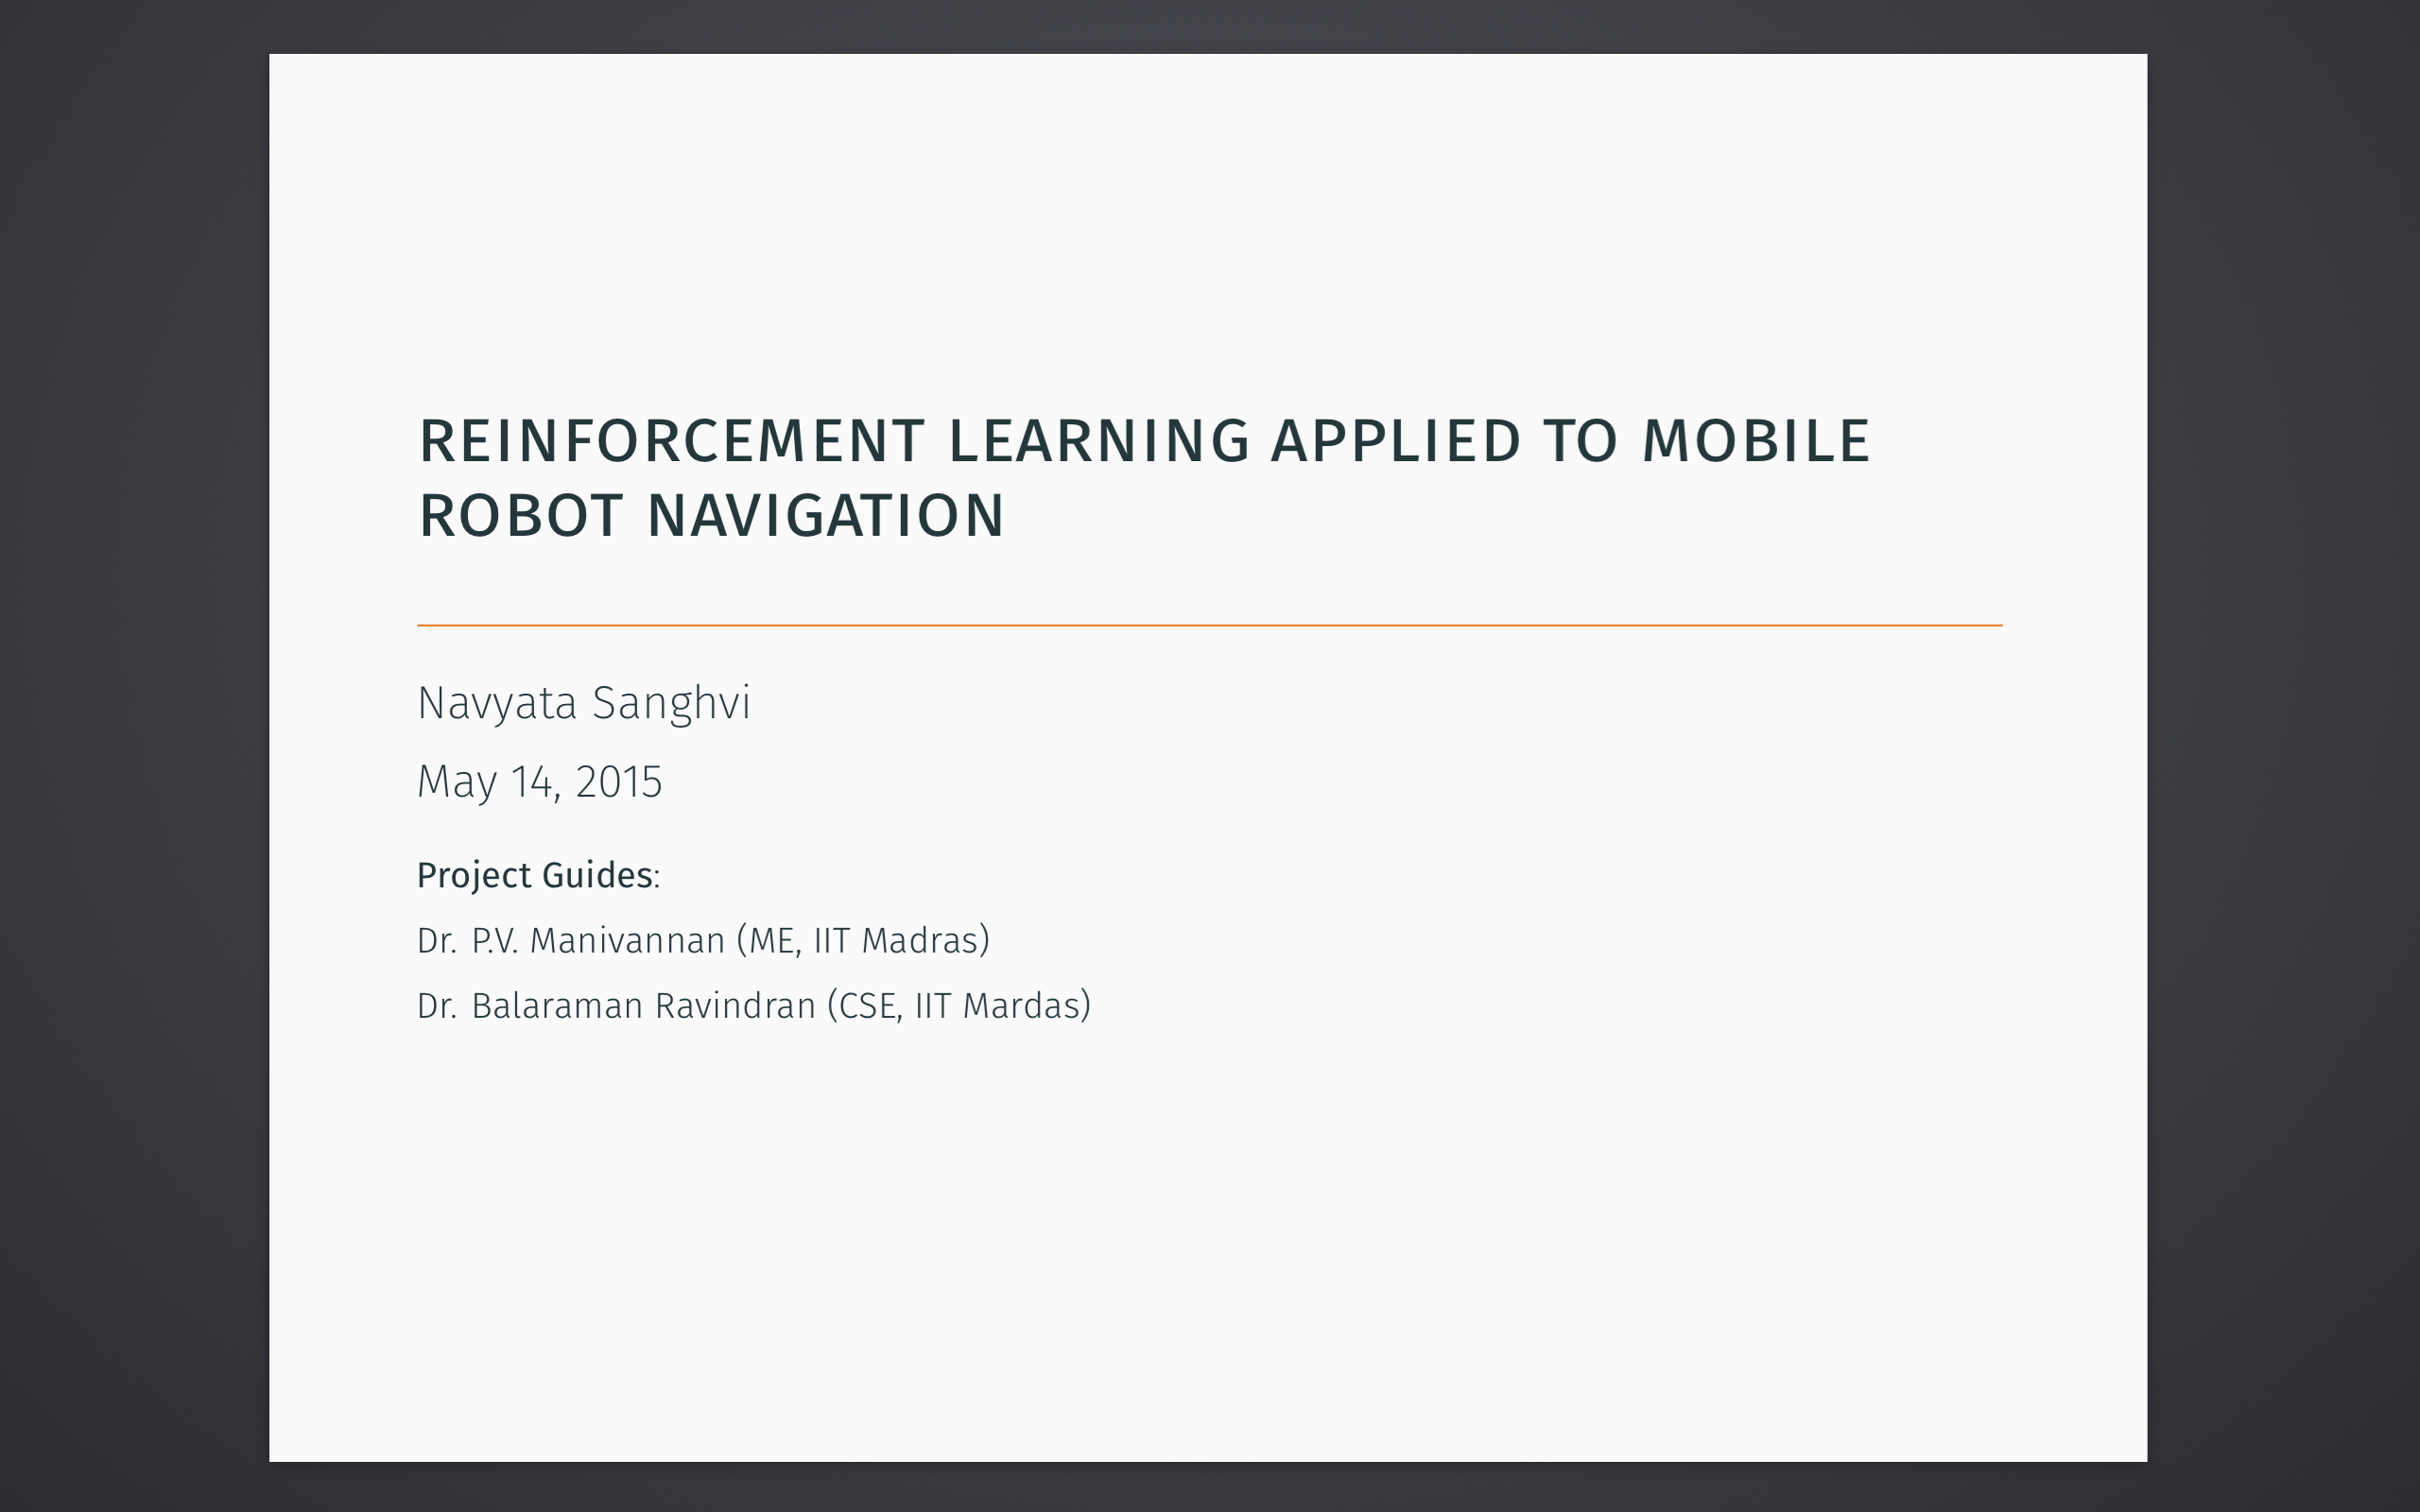 REINFORCEMENT LEARNING APPLIED TO MOBILE
ROBOT NAVIGATION
Navyata Sanghvi
May 14, 2015
Project Guides:
Dr. P.V. Manivannan (ME, IIT Madras)
Dr. Balaraman Ravindran (CSE, IIT Mardas)